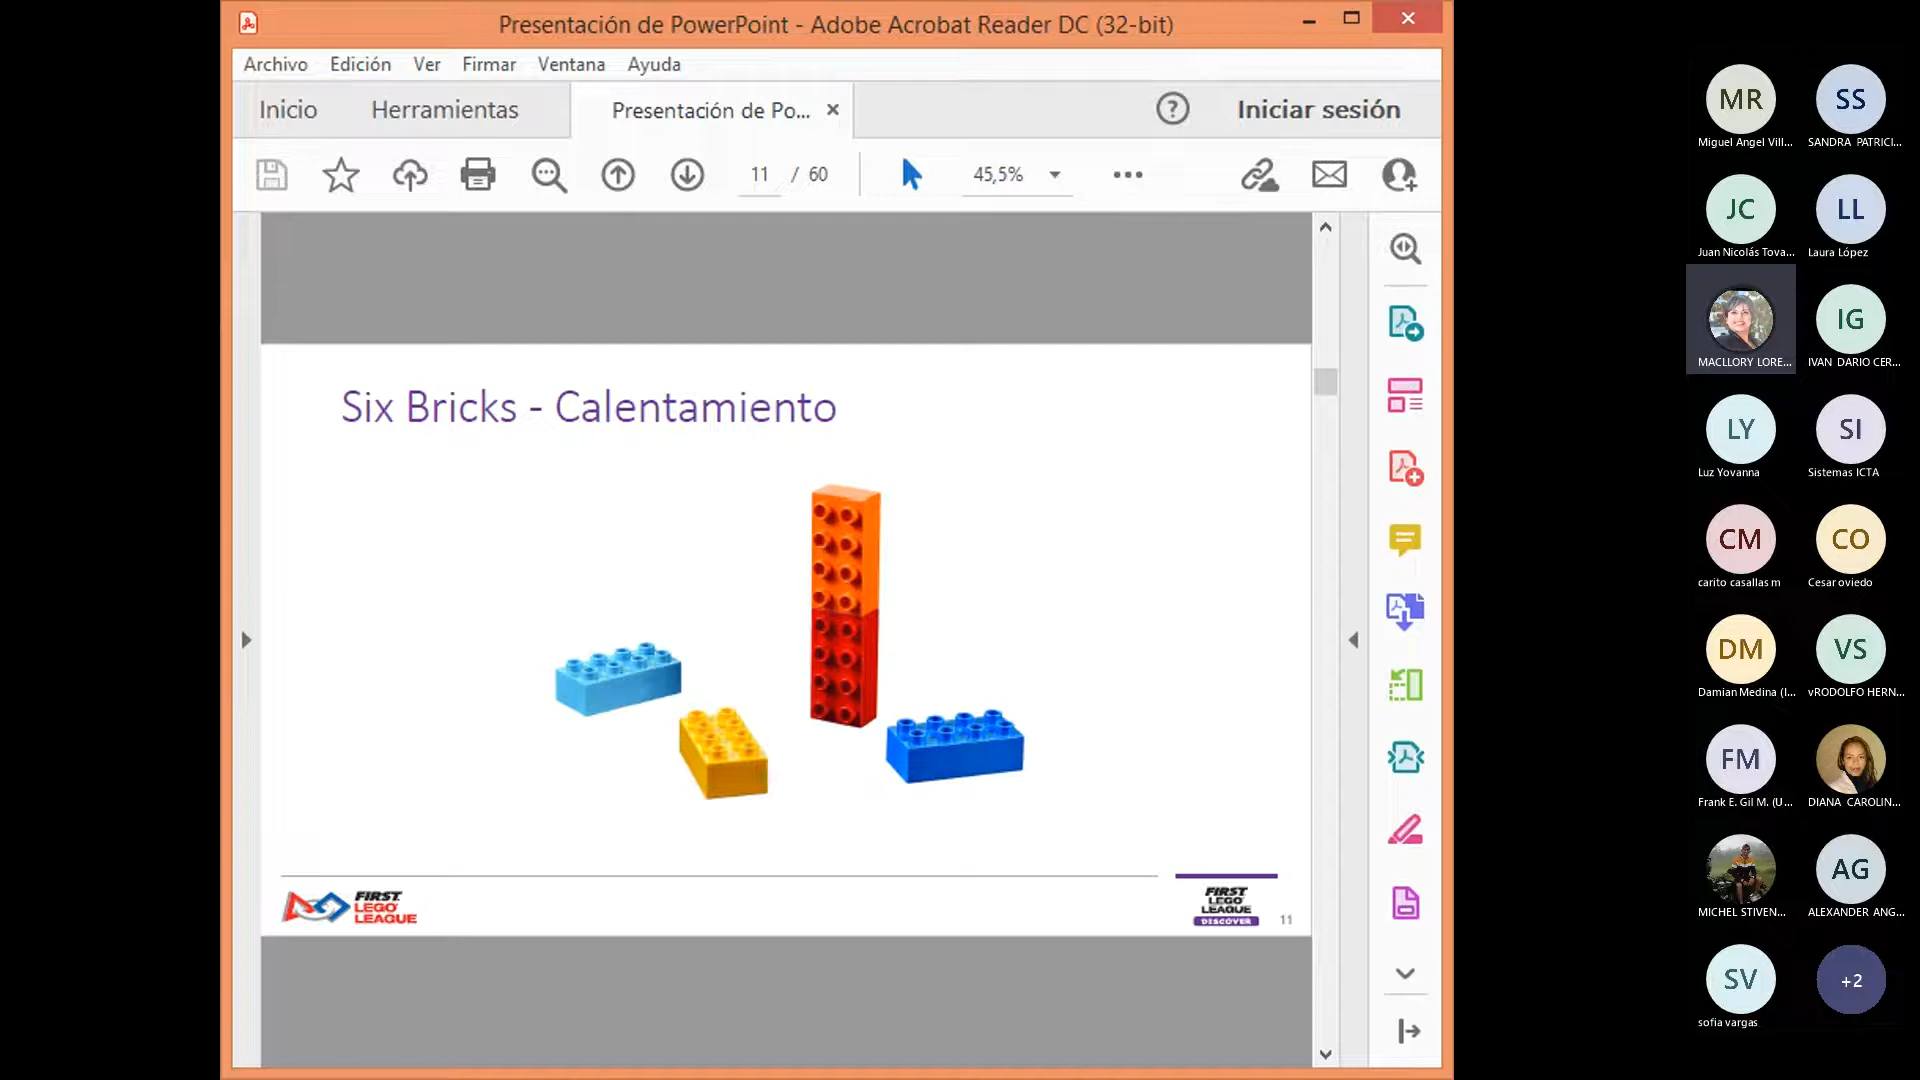 Presentación de PowerPoint - Adobe Acrobat Reader DC (32-bit)
Archivo Edición Ver Firmar Ventana Ayuda
Inicio Herramientas Presentación de Po... Iniciar sesión
11 / 60 45,5%
Six Bricks - Calentamiento
FIRST
LEGO
LEAGUE
FIRST
LEGO
LEAGUE
DISCOVER
11
MR SS
Miguel Angel Vill... SANDRA PATRICI...
JC LL
Juan Nicolás Tova... Laura López
IG
MACLLORY LORE... IVAN DARIO CER...
LY SI
Luz Yovanna Sistemas ICTA
CM CO
carito casallas m Cesar oviedo
DM VS
Damian Medina (I... vRODOLFO HERN...
FM
Frank E. Gil M. (U... DIANA CAROLIN...
AG
MICHEL STIVEN... ALEXANDER ANG...
SV +2
sofia vargas